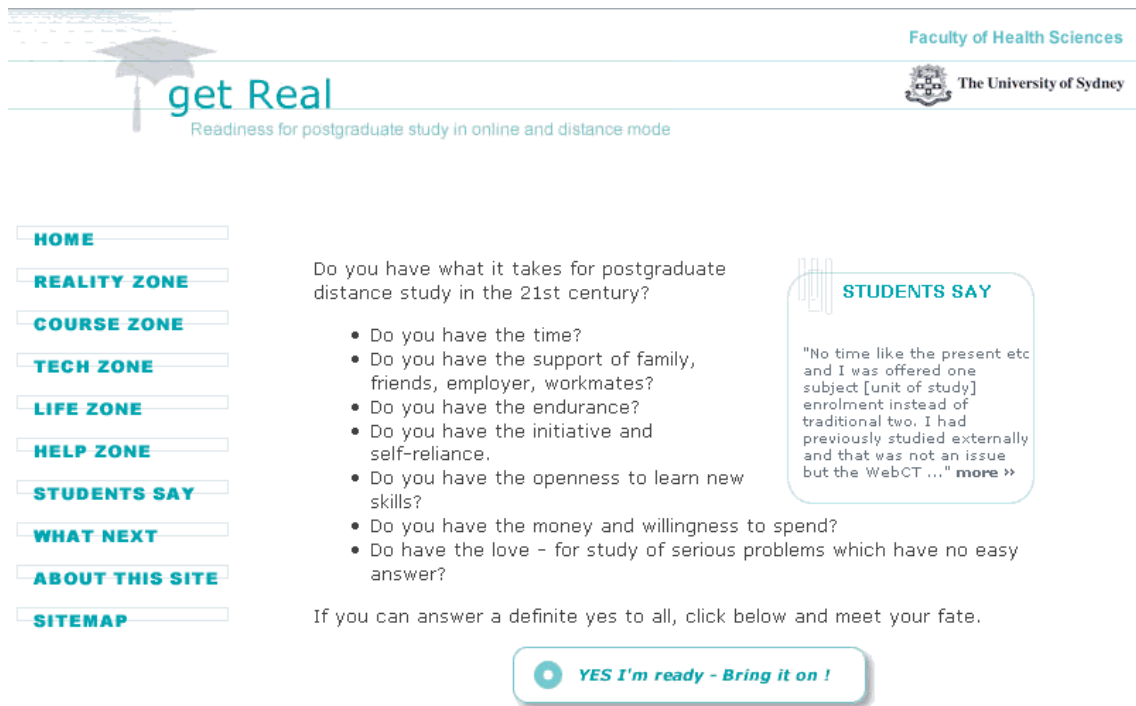 Faculty of Health Sciences
The University of Sydney
get Real
Readiness for postgraduate study in online and distance mode
HOME
REALITY ZONE
COURSE ZONE
TECH ZONE
LIFE ZONE
HELP ZONE
STUDENTS SAY
WHAT NEXT
ABOUT THIS SITE
SITEMAP
Do you have what it takes for postgraduate
distance study in the 21st century?
• Do you have the time?
• Do you have the support of family,
friends, employer, workmates?
• Do you have the endurance?
• Do you have the initiative and
self-reliance.
• Do you have the openness to learn new
skills?
• Do you have the money and willingness to spend?
• Do have the love - for study of serious problems which have no easy
answer?
If you can answer a definite yes to all, click below and meet your fate.
YES I'm ready - Bring it on !
STUDENTS SAY
"No time like the present etc
and I was offered one
subject [unit of study]
enrolment instead of
traditional two. I had
previously studied externally
and that was not an issue
but the WebCT ..." more »